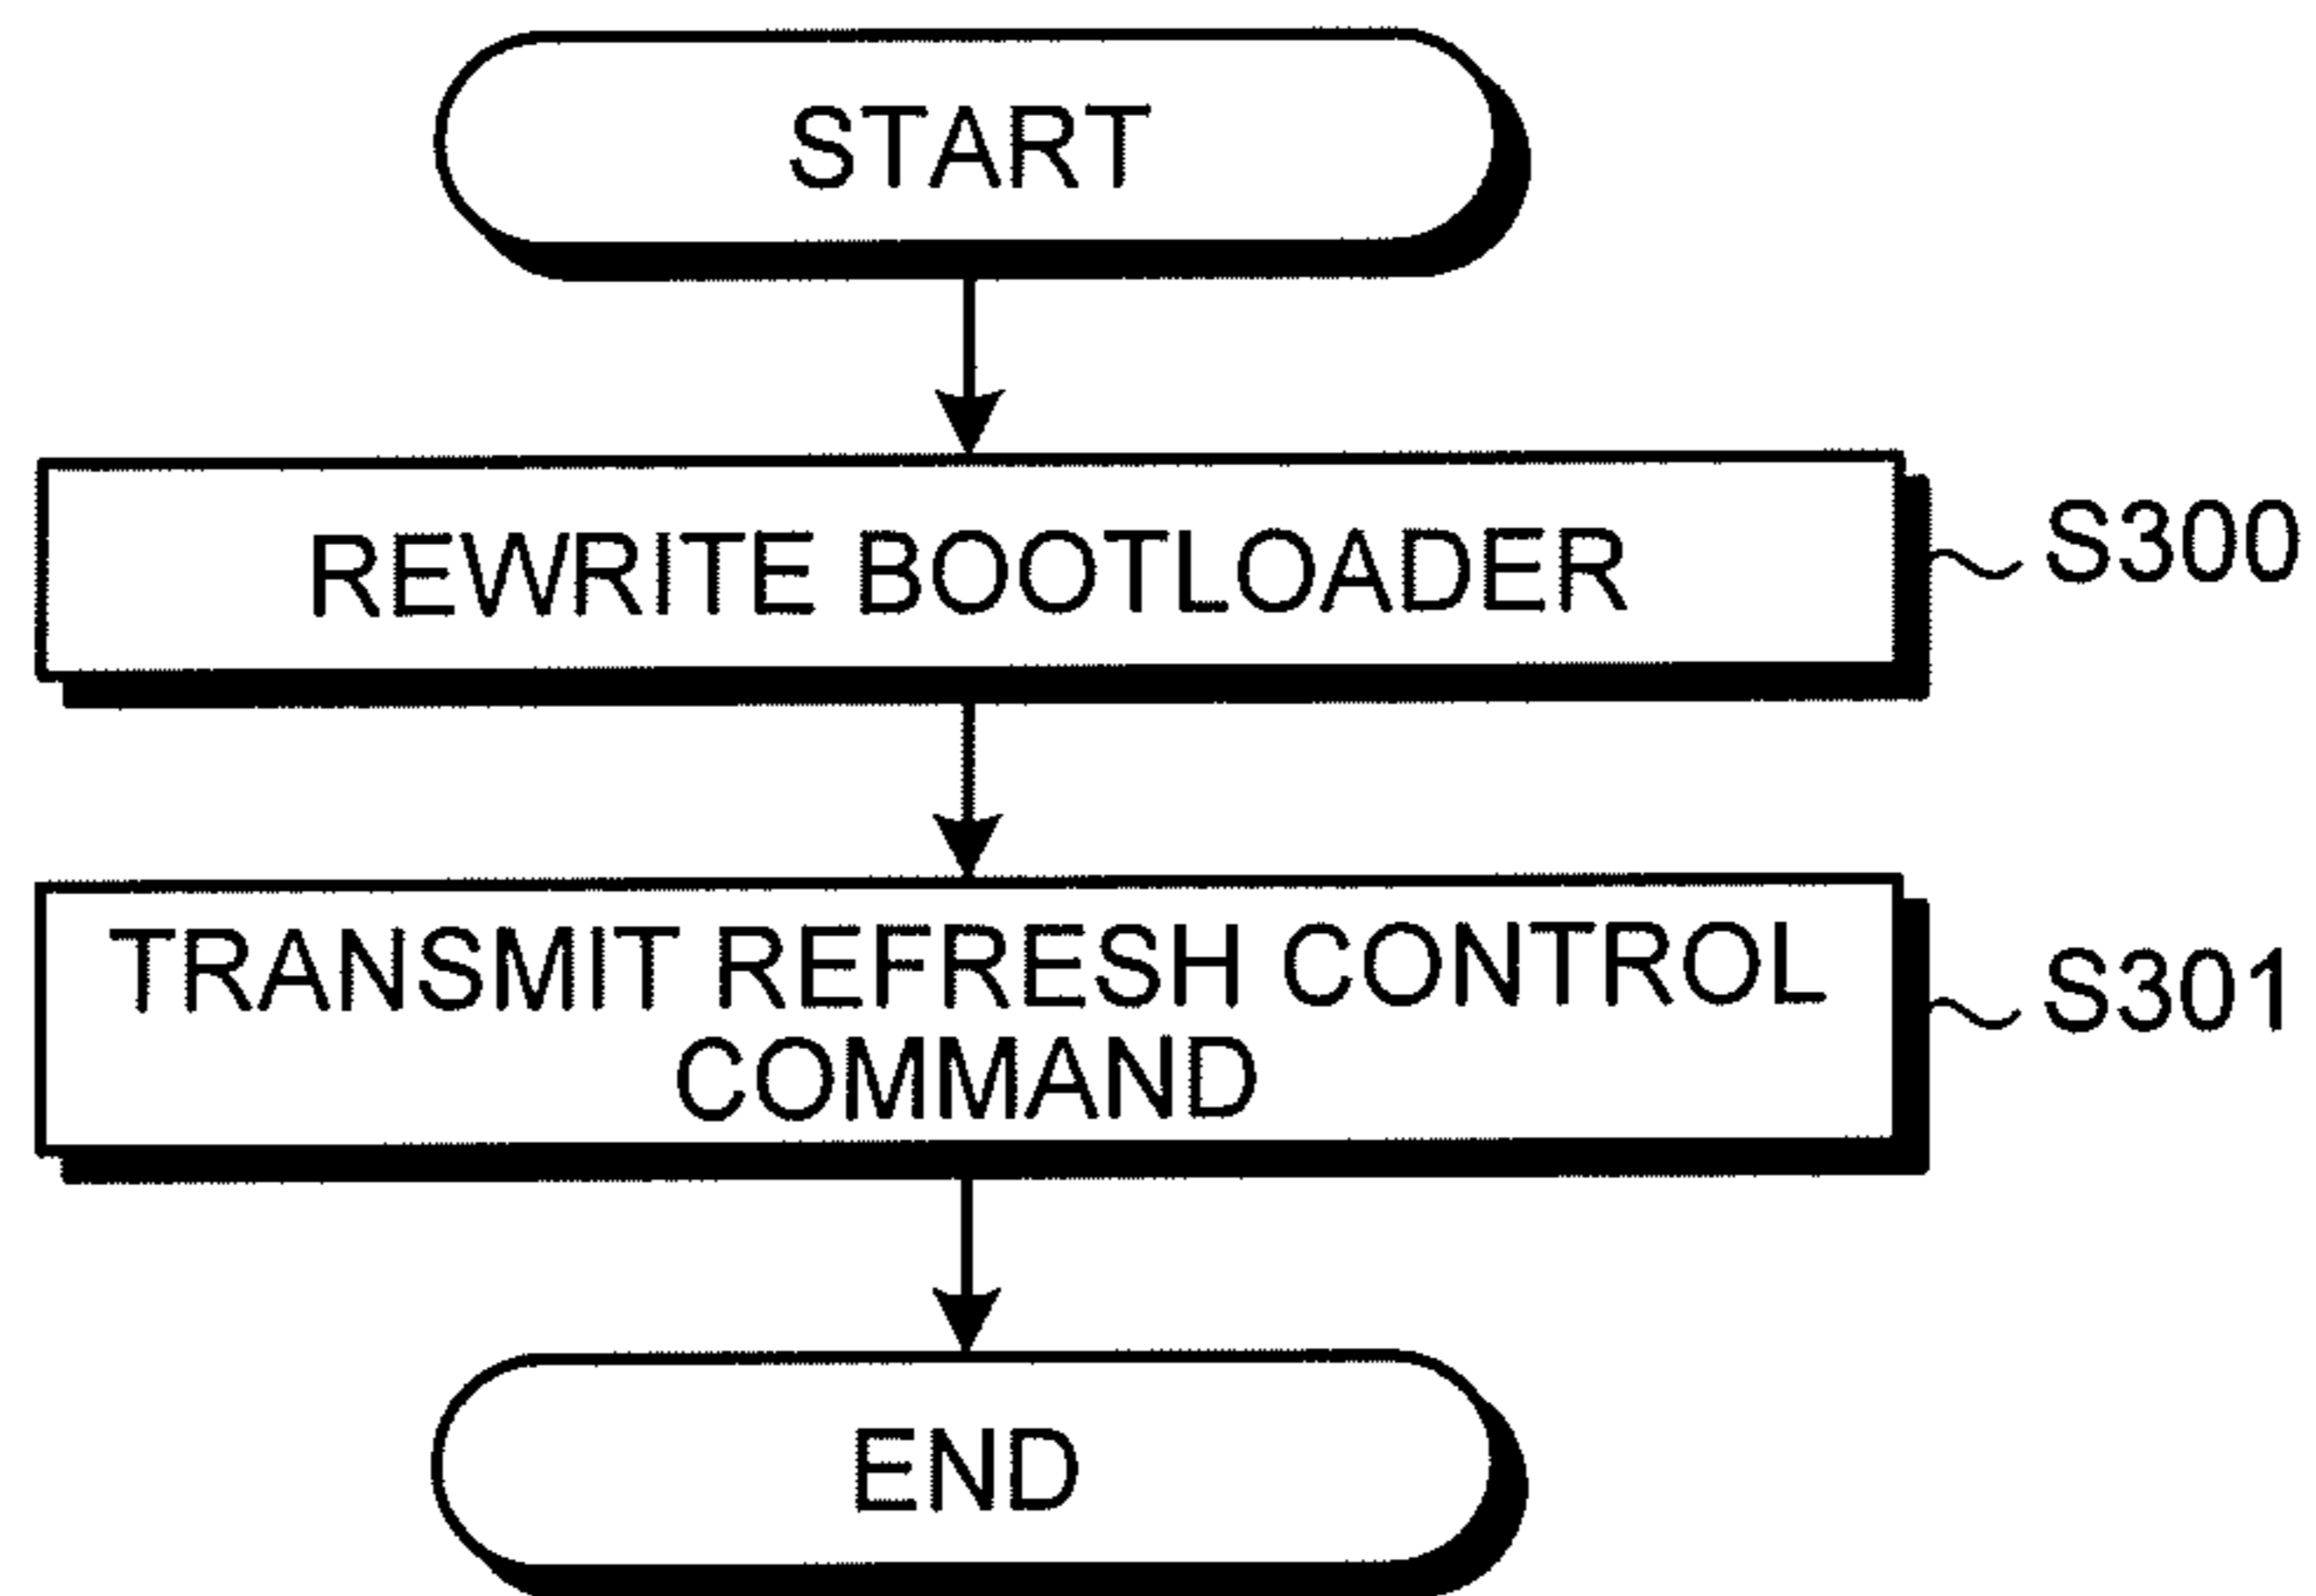 START
REWRITE BOOTLOADER
S300
TRANSMIT REFRESH CONTROL
COMMAND
S301
END